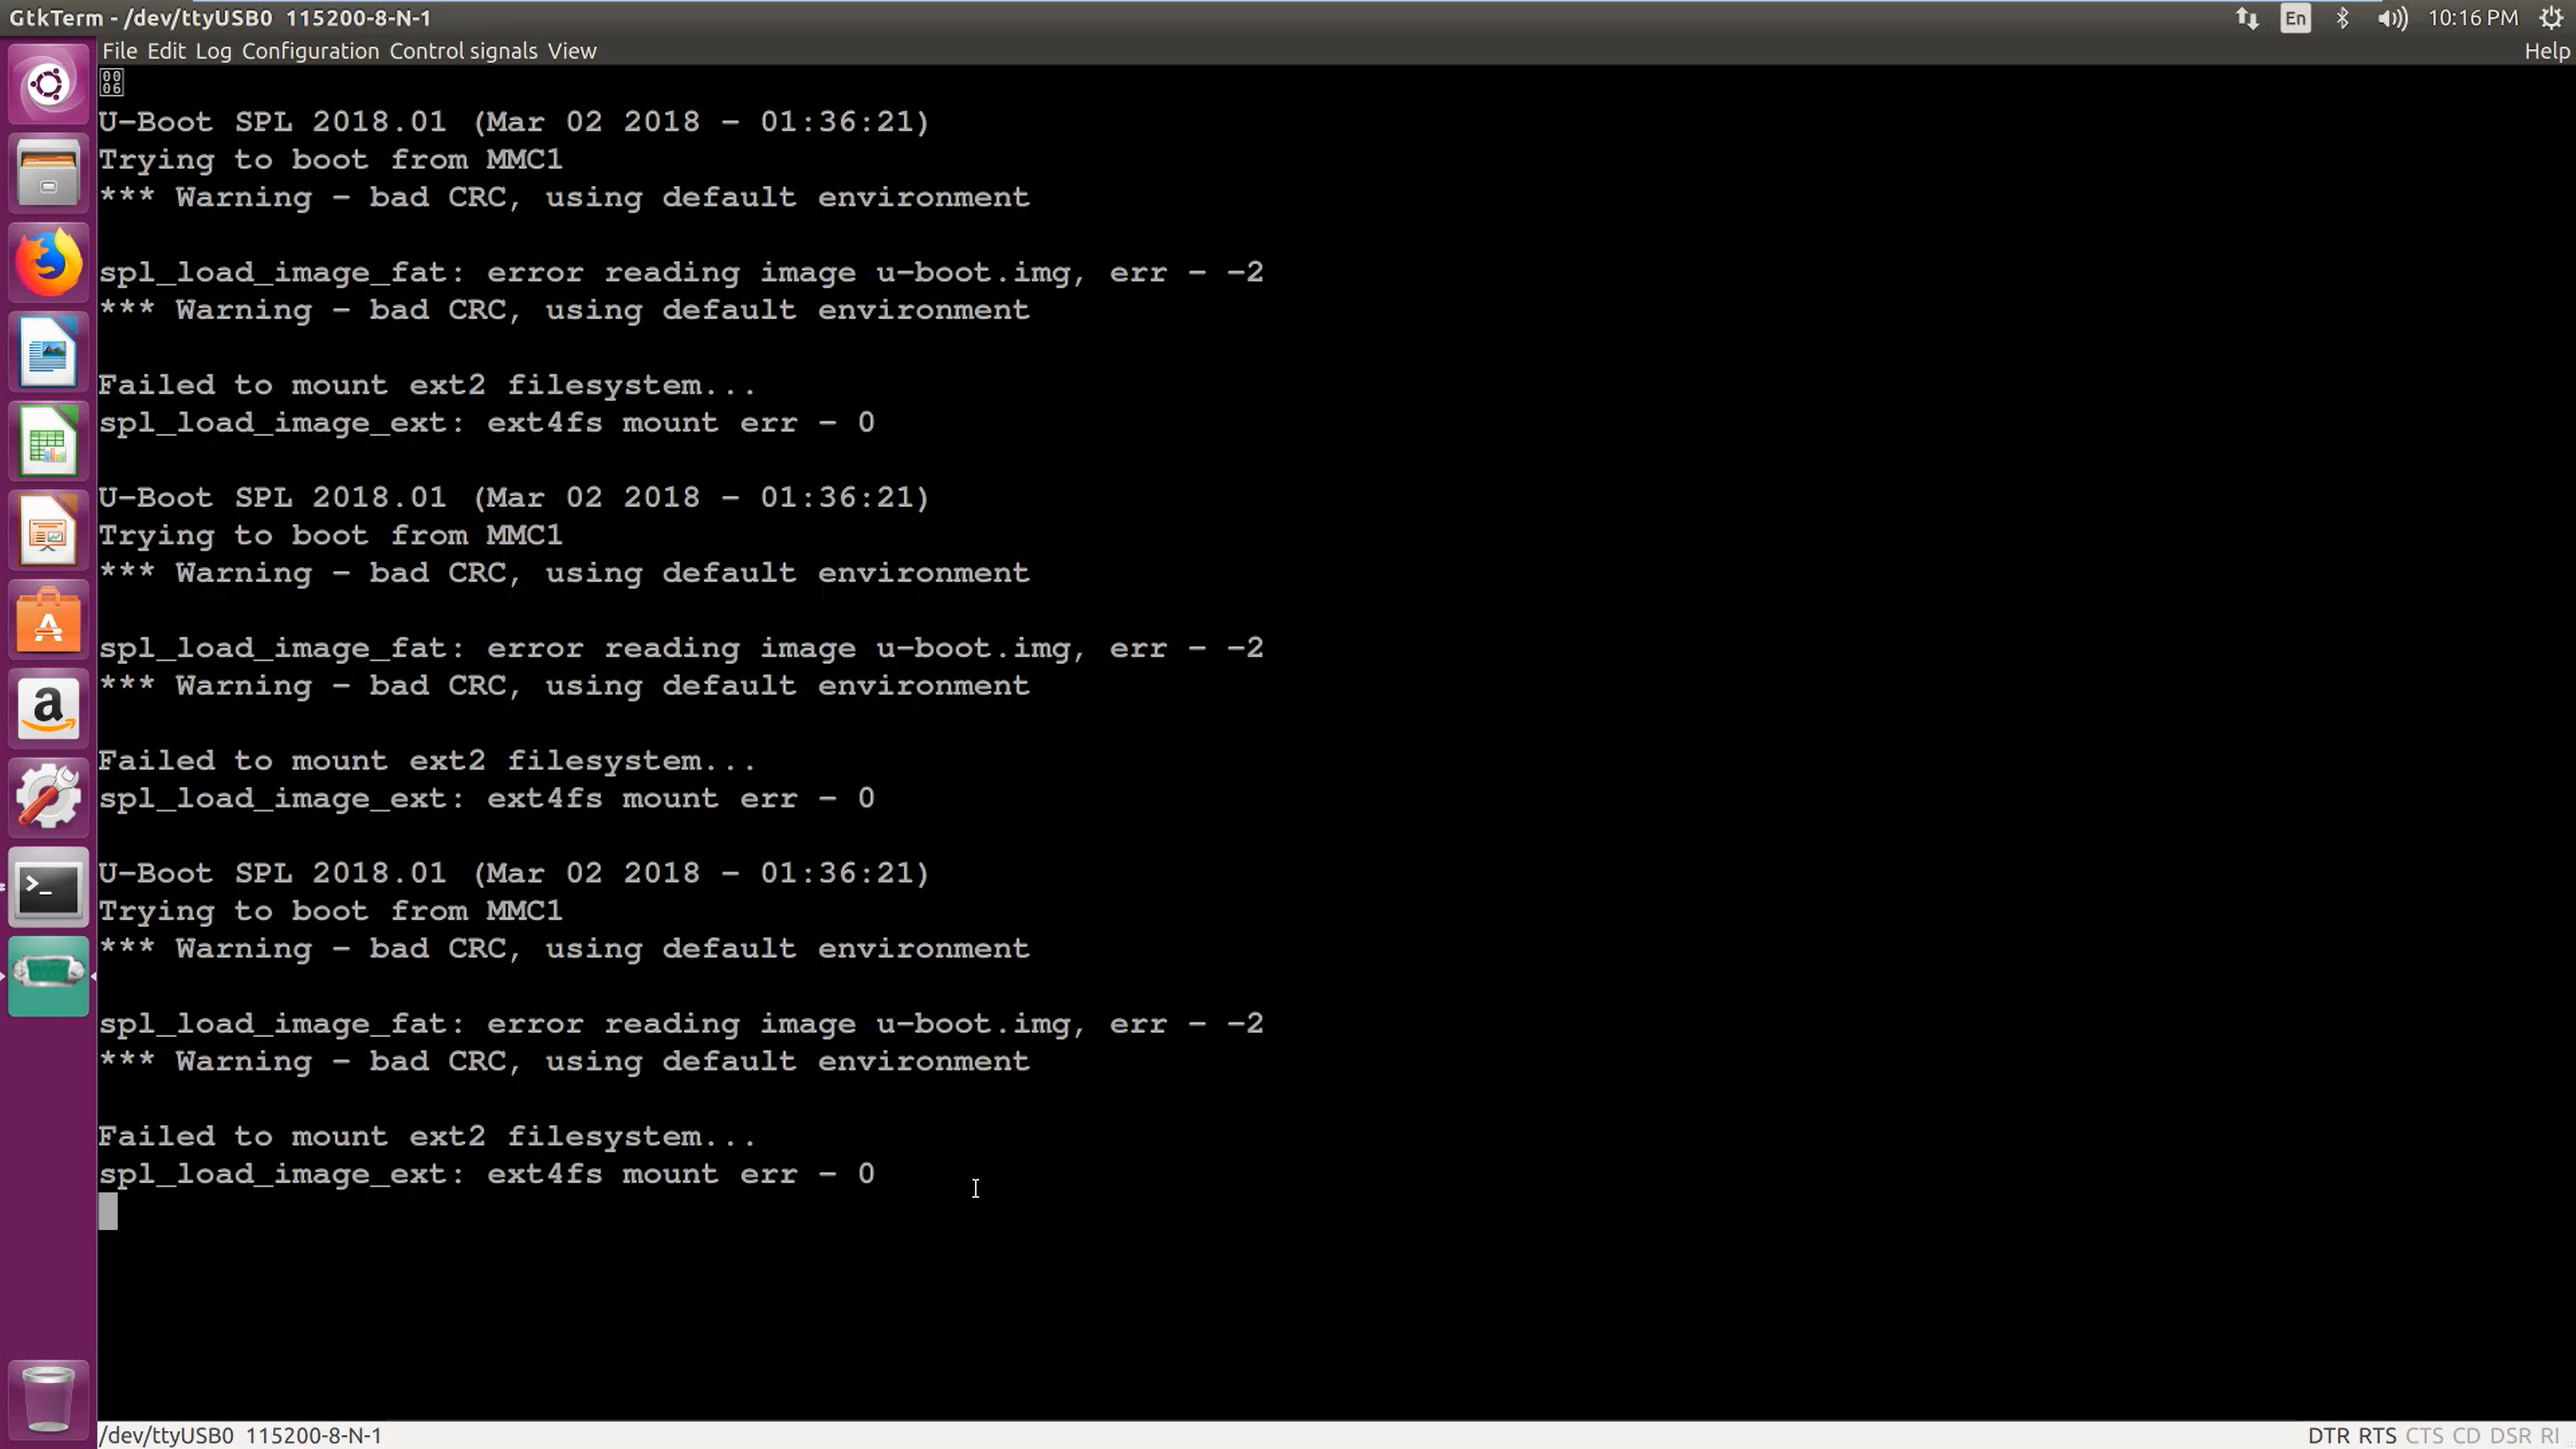 GtkTerm - /dev/ttyUSB0 115200-8-N-1
En
10:16 PM
File Edit Log Configuration Control signals View
Help
00
06
U-Boot SPL 2018.01 (Mar 02 2018 - 01:36:21)
Trying to boot from MMC1
*** Warning - bad CRC, using default environment
spl_load_image_fat: error reading image u-boot.img, err - -2
*** Warning - bad CRC, using default environment
Failed to mount ext2 filesystem...
spl_load_image_ext: ext4fs mount err - 0
U-Boot SPL 2018.01 (Mar 02 2018 - 01:36:21)
Trying to boot from MMC1
*** Warning - bad CRC, using default environment
spl_load_image_fat: error reading image u-boot.img, err - -2
*** Warning - bad CRC, using default environment
Failed to mount ext2 filesystem...
spl_load_image_ext: ext4fs mount err - 0
U-Boot SPL 2018.01 (Mar 02 2018 - 01:36:21)
Trying to boot from MMC1
*** Warning - bad CRC, using default environment
spl_load_image_fat: error reading image u-boot.img, err - -2
*** Warning - bad CRC, using default environment
Failed to mount ext2 filesystem...
spl_load_image_ext: ext4fs mount err - 0
/dev/ttyUSB0 115200-8-N-1
DTR RTS CTS CD DSR RI